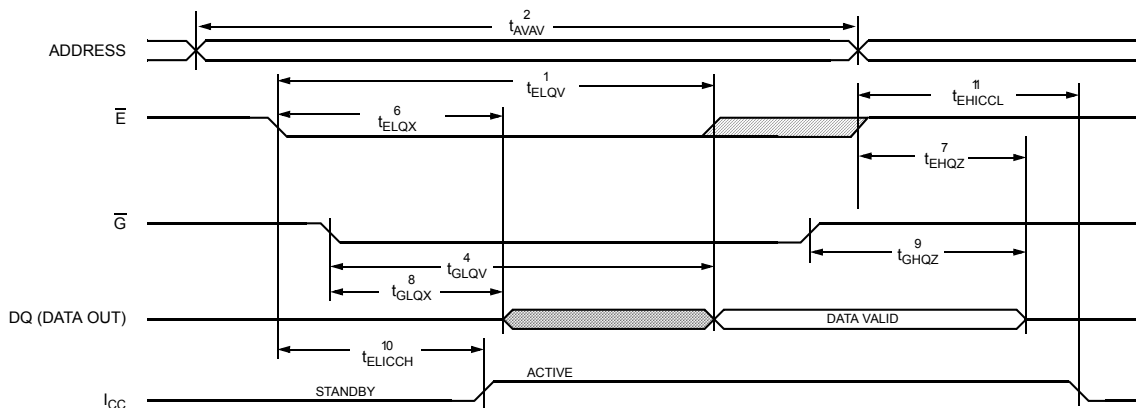 2
tAVAV
ADDRESS
1
tELQV
11
tEHICCL
6
tELQX
E
7
tEHQZ
G
9
tGHQZ
4
tGLQV
8
tGLQX
DQ (DATA OUT)
DATA VALID
10
tELICCH
ACTIVE
STANDBY
ICC